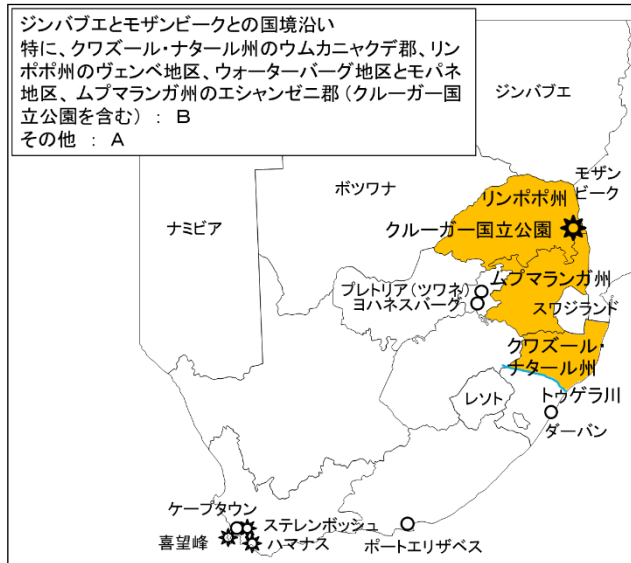 ジンバブエとモザンビークとの国境沿い
特に、クワズール・ナタール州のウムカニャクデ郡、リン
ポポ州のヴェンベ地区、ウォーターバーグ地区とモパネ
地区、ムプマランガ州のエシャンゼニ郡（クルーガー国
立公園を含む） ： B
その他 ： A
ジンバブエ
モザン
ビーク
ボツワナ
リンポポ州
ナミビア
クルーガー国立公園
ムプマランガ州
プレトリア（ツワネ）
ヨハネスバーグ
スワジランド
クワズール・
ナタール州
レソト
トゥゲラ川
ダーバン
ケープタウン
ステレンボッシュ
喜望峰
ハマナス
ポートエリザベス